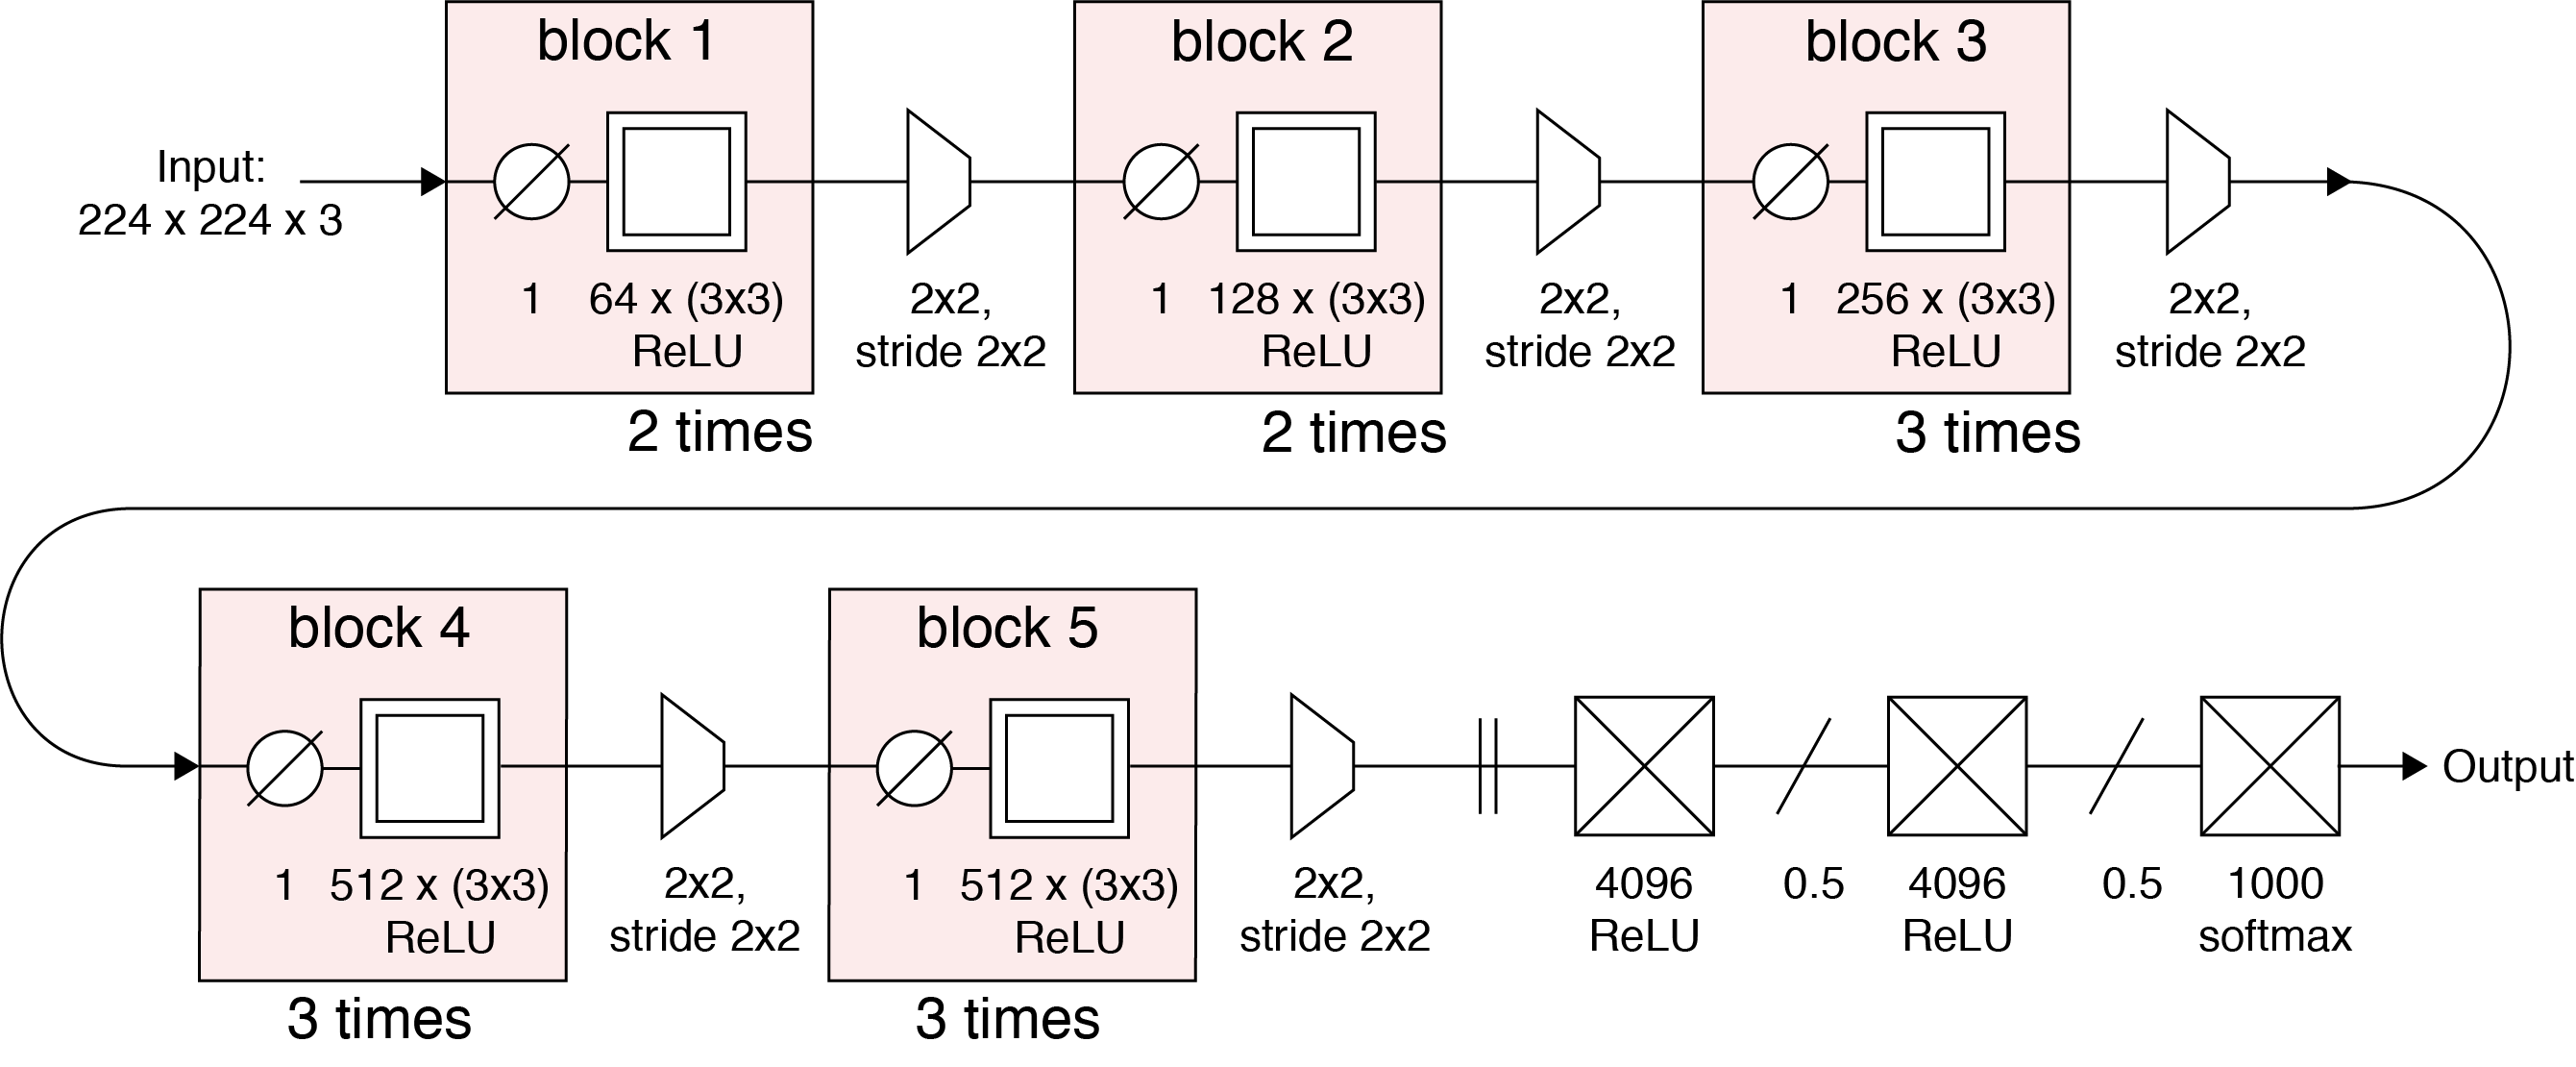 block 1
block 2
block 3
Input:
224 x 224 x 3
1
64 x (3x3)
ReLU
2x2,
stride 2x2
1
128 x (3x3)
ReLU
2x2,
stride 2x2
1
256 x (3x3)
ReLU
2x2,
stride 2x2
2 times
2 times
3 times
block 4
block 5
Output
1
512 x (3x3)
ReLU
2x2,
stride 2x2
1
512 x (3x3)
ReLU
2x2,
stride 2x2
4096
ReLU
0.5
4096
ReLU
0.5
1000
softmax
3 times
3 times